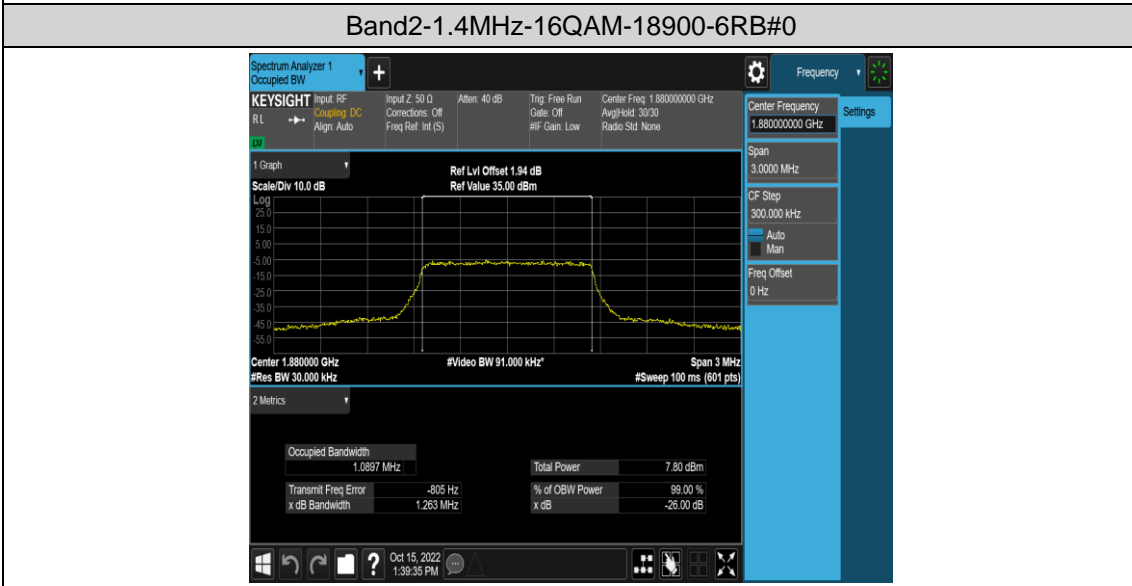 Band2-1.4MHz-16QAM-18900-6RB#0
Spectrum Analyzer 1
Occupied BW
+
Frequency
KEYSIGHT
RL
Input: RF
Coupling: DC
Align: Auto
Input Z: 50 Ω
Corrections: Off
Freq Ref: Int (S)
Atten: 40 dB
Trig: Free Run
Gate: Off
#IF Gain: Low
Center Freq: 1.880000000 GHz
Avg|Hold: 30/30
Radio Std: None
Center Frequency
1.880000000 GHz
Settings
Span
3.0000 MHz
CF Step
300.000 kHz
Auto
Man
Freq Offset
0 Hz
1 Graph
Scale/Div 10.0 dB
Ref Lvl Offset 1.94 dB
Ref Value 35.00 dBm
Log
25.0
15.0
5.00
-5.00
-15.0
-25.0
-35.0
-45.0
-55.0
Center 1.880000 GHz
#Video BW 91.000 kHz*
Span 3 MHz
#Res BW 30.000 kHz
#Sweep 100 ms (601 pts)
2 Metrics
Occupied Bandwidth
1.0897 MHz
Total Power 7.80 dBm
Transmit Freq Error -805 Hz
% of OBW Power 99.00 %
x dB Bandwidth 1.263 MHz
x dB -26.00 dB
?
Oct 15, 2022
1:39:35 PM